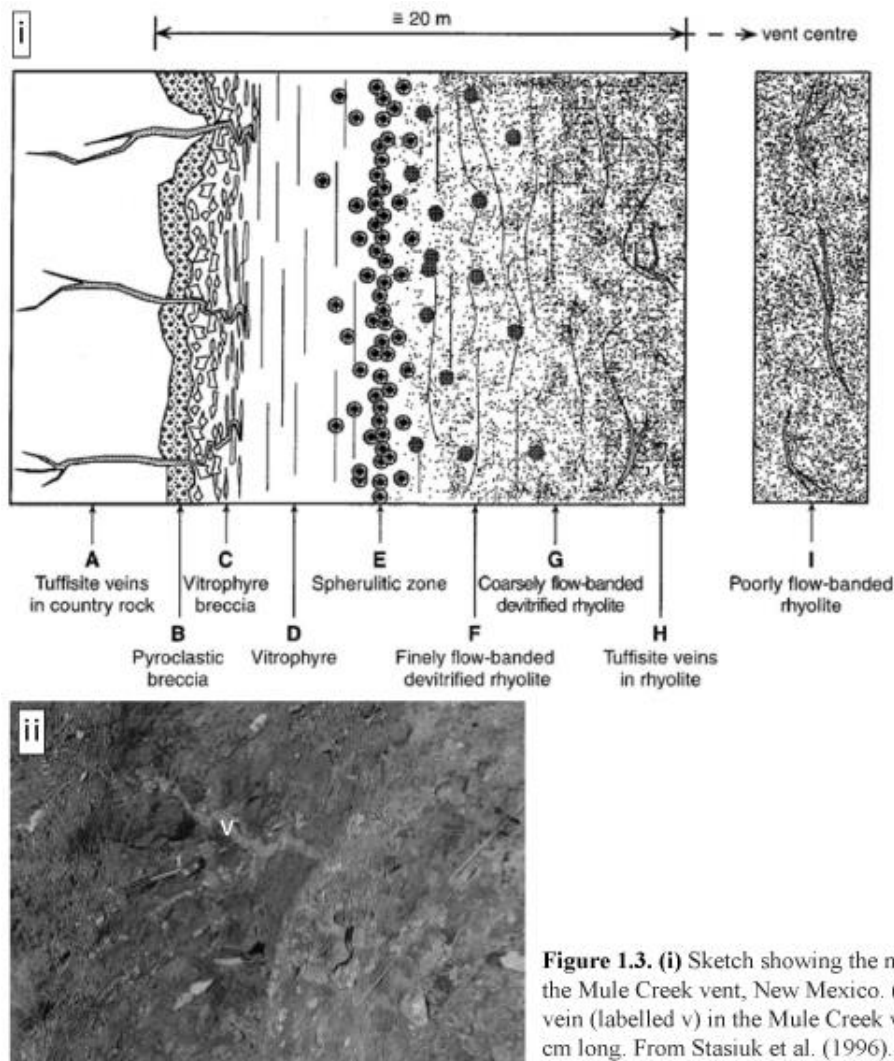 i
≅ 20 m
vent centre
A
Tuffisite veins
in country rock
C
Vitrophyre
breccia
E
Spherulitic zone
G
Coarsely flow-banded
devitrified rhyolite
I
Poorly flow-banded
rhyolite
B
Pyroclastic
breccia
D
Vitrophyre
F
Finely flow-banded
devitrified rhyolite
H
Tuffisite veins
in rhyolite
ii
v
Figure 1.3. (i) Sketch showing the
the Mule Creek vent, New Mexico.
vein (labelled v) in the Mule Creek
cm long. From Stasiuk et al. (1996).